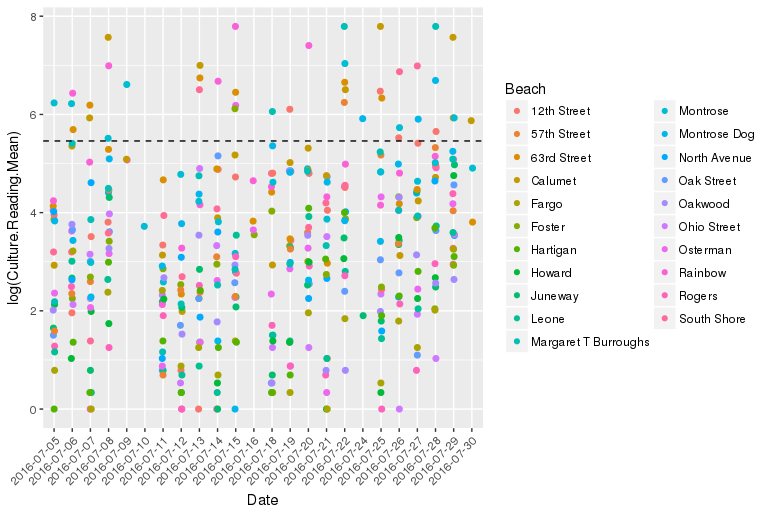 log(Culture.Reading.Mean)
8
6
4
2
0
2016-07-05
2016-07-06
2016-07-07
2016-07-08
2016-07-09
2016-07-10
2016-07-11
2016-07-12
2016-07-13
2016-07-14
2016-07-15
2016-07-16
2016-07-18
2016-07-19
2016-07-20
2016-07-21
2016-07-22
2016-07-24
2016-07-25
2016-07-26
2016-07-27
2016-07-28
2016-07-29
2016-07-30
Date
Beach
12th Street
57th Street
63rd Street
Calumet
Fargo
Foster
Hartigan
Howard
Juneway
Leone
Margaret T Burroughs
Montrose
Montrose Dog
North Avenue
Oak Street
Oakwood
Ohio Street
Osterman
Rainbow
Rogers
South Shore